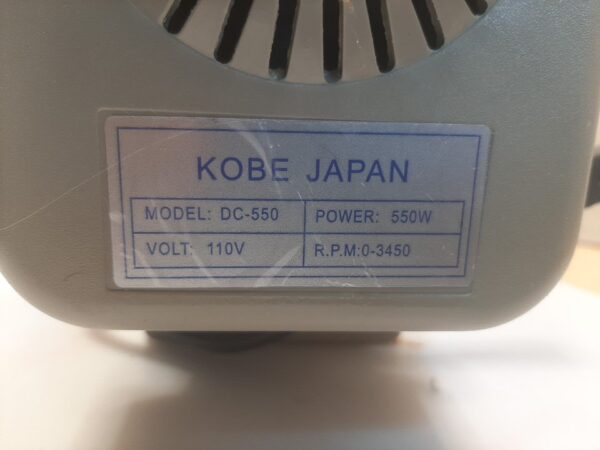 KOBE JAPAN
MODEL: DC-550 POWER: 550W
VOLT: 110V R.P.M:0-3450